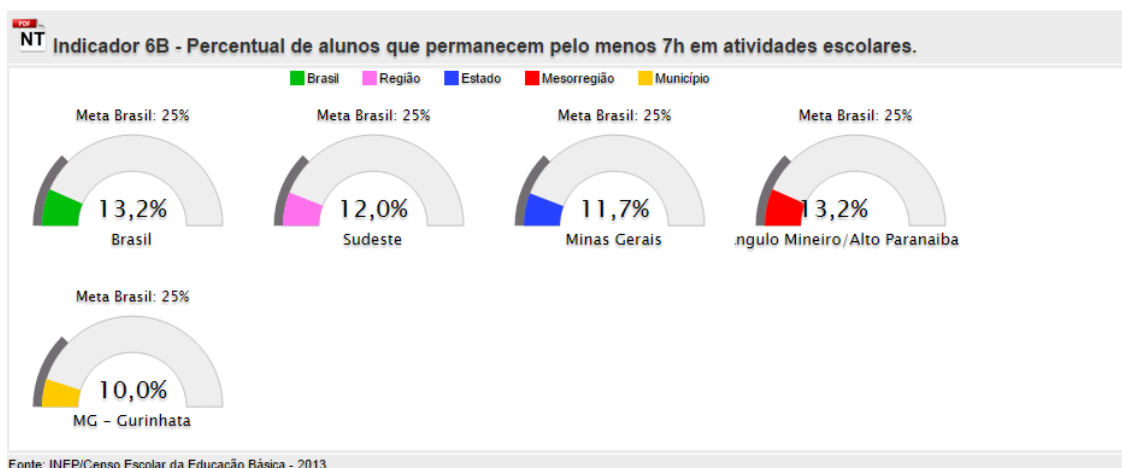 PDF
NT
Indicador 6B - Percentual de alunos que permanecem pelo menos 7h em atividades escolares.
Brasil Região Estado Mesorregião Município
Meta Brasil: 25% Meta Brasil: 25% Meta Brasil: 25% Meta Brasil: 25%
13,2% 12,0% 11,7% 13,2%
Brasil Sudeste Minas Gerais ngulo Mineiro/Alto Paranaiba
Meta Brasil: 25%
10,0%
MG - Gurinhata
Fonte: INEP/Censo Escolar da Educação Básica - 2013